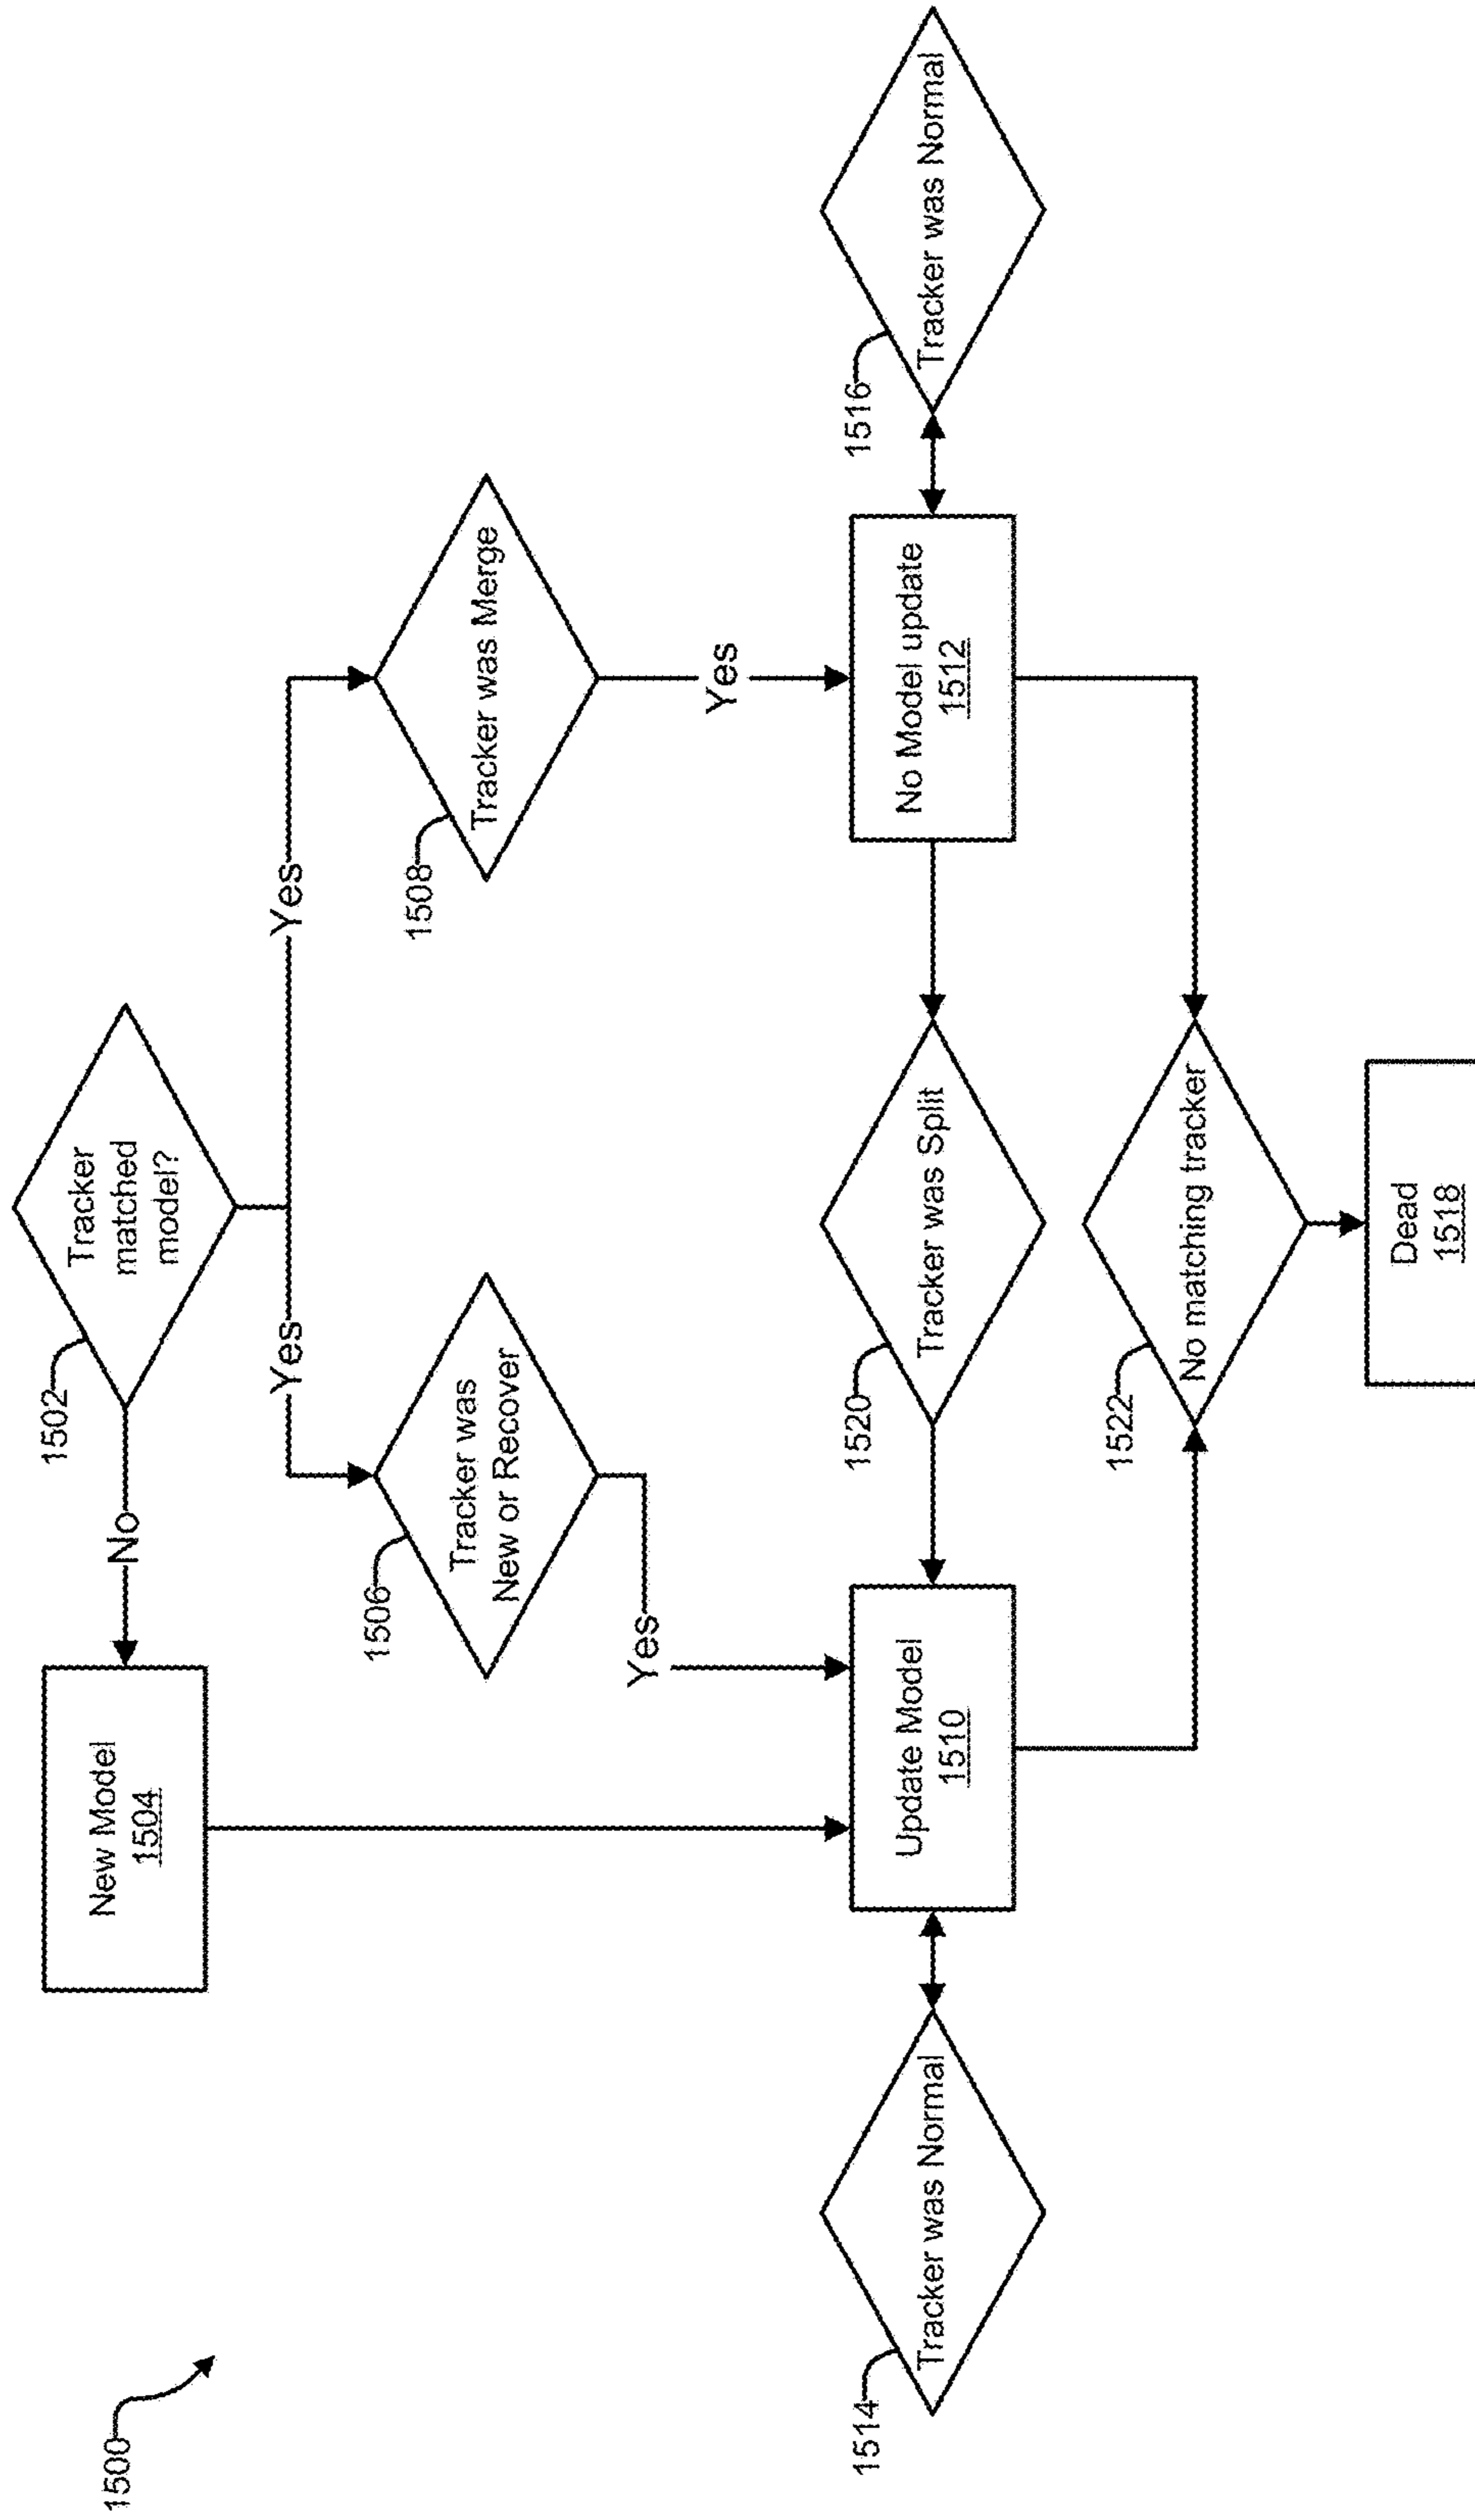 1500
1502
Tracker
matched
model?
No
New Model
1504
Yes
Yes
1506
Tracker was
New or Recover
1508
Tracker was Merge
Yes
Yes
1514
Tracker was Normal
Update Model
1510
1520
Tracker was Split
No Model update
1512
1516
Tracker was Normal
1522
No matching tracker
Dead
1518